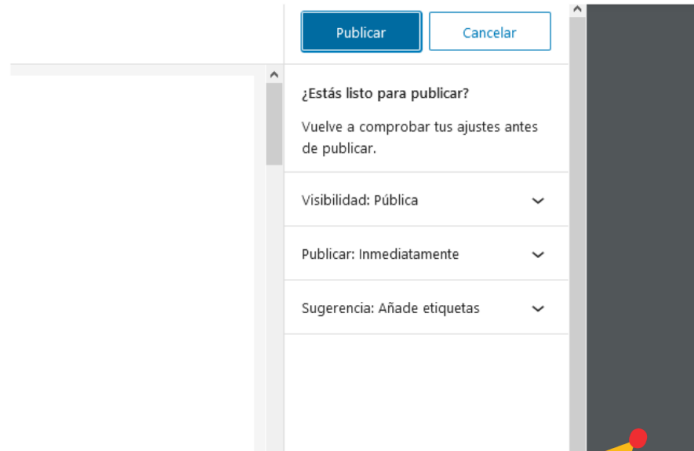 Publicar
Cancelar
¿Estás listo para publicar?
Vuelve a comprobar tus ajustes antes
de publicar.
Visibilidad: Pública
Publicar: Inmediatamente
Sugerencia: Añade etiquetas